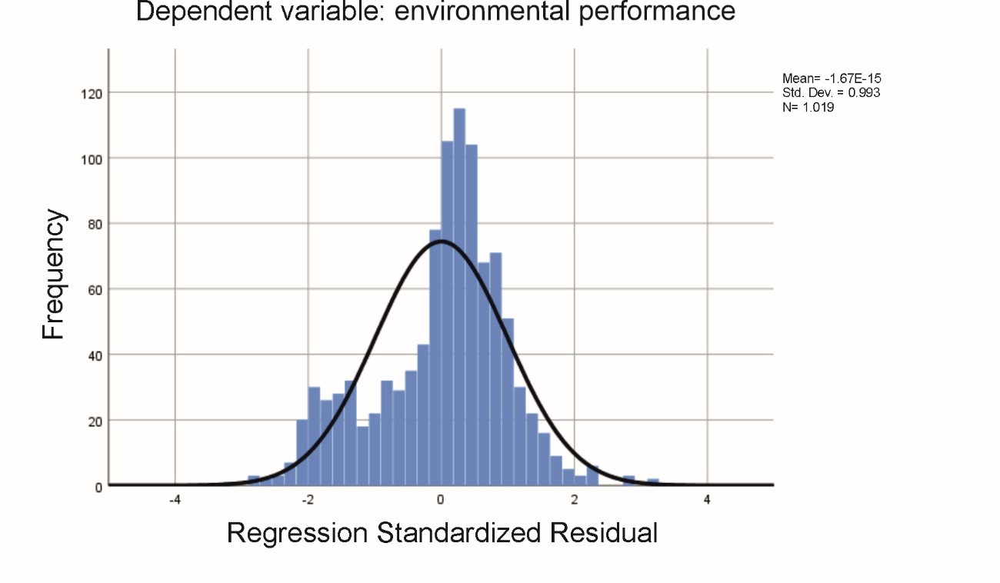 Dependent variable: environmental performance
Mean= -1.67E-15
Std. Dev. = 0.993
N= 1.019
120
100
80
60
40
20
0
Frequency
-4
-2
0
2
4
Regression Standardized Residual